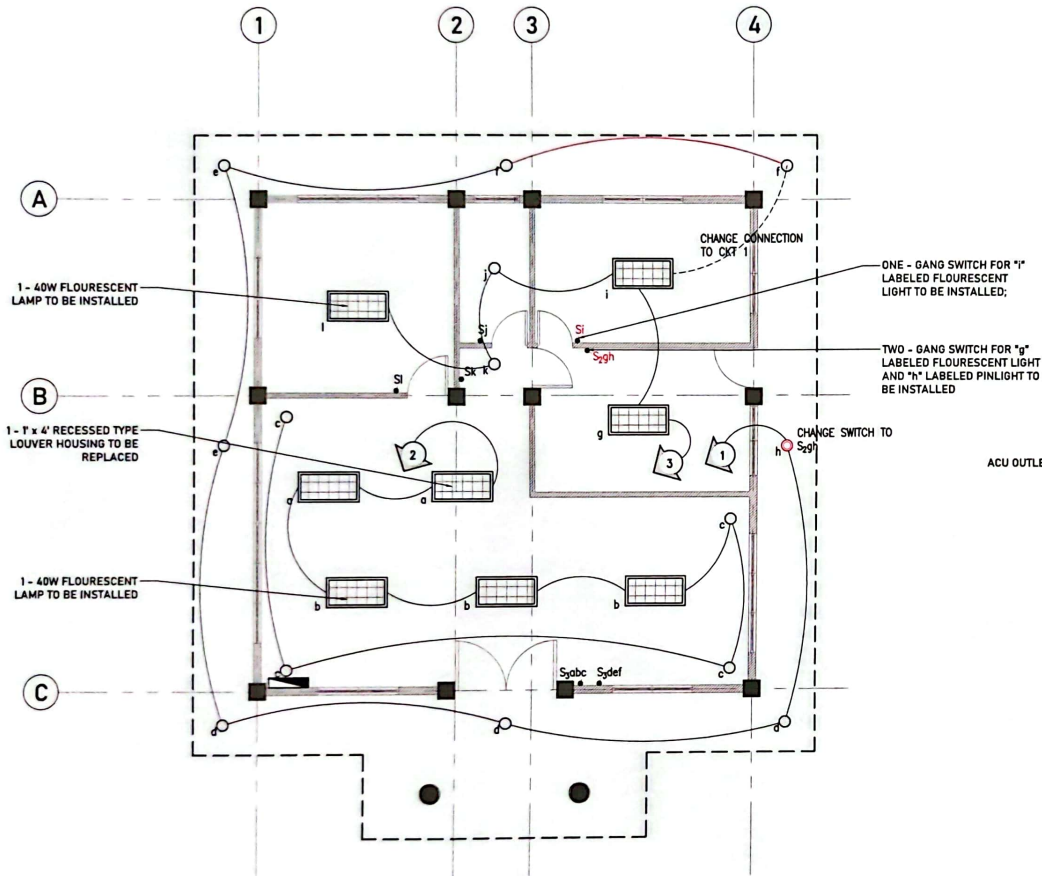 1
2
3
4
A
B
C
e
f
f
CHANGE CONNECTION
TO CKT 1
j
i
ONE - GANG SWITCH FOR "i"
LABELED FLOURESCENT
LIGHT TO BE INSTALLED;
1 - 40W FLOURESCENT
LAMP TO BE INSTALLED
l
Sj
Si
S2gh
TWO - GANG SWITCH FOR "g"
LABELED FLOURESCENT LIGHT
AND "h" LABELED PINLIGHT TO
BE INSTALLED
k
Sk
Sl
c
g
1 - 1' x 4' RECESSED TYPE
LOUVER HOUSING TO BE
REPLACED
e
2
3
1
h
CHANGE SWITCH TO
S2gh
ACU OUTLE
a
a
c
1 - 40W FLOURESCENT
LAMP TO BE INSTALLED
b
b
b
S3abc
S3def
c
d
d
d